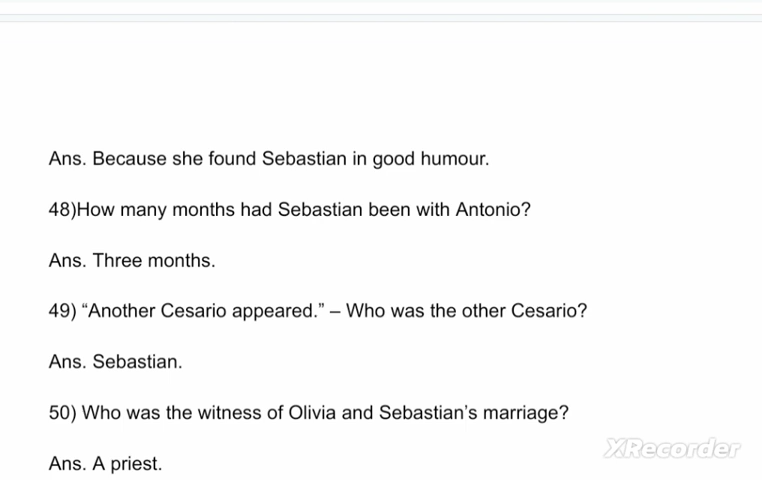 Ans. Because she found Sebastian in good humour.
48)How many months had Sebastian been with Antonio?
Ans. Three months.
49) “Another Cesario appeared.” – Who was the other Cesario?
Ans. Sebastian.
50) Who was the witness of Olivia and Sebastian’s marriage?
XRecorder
Ans. A priest.